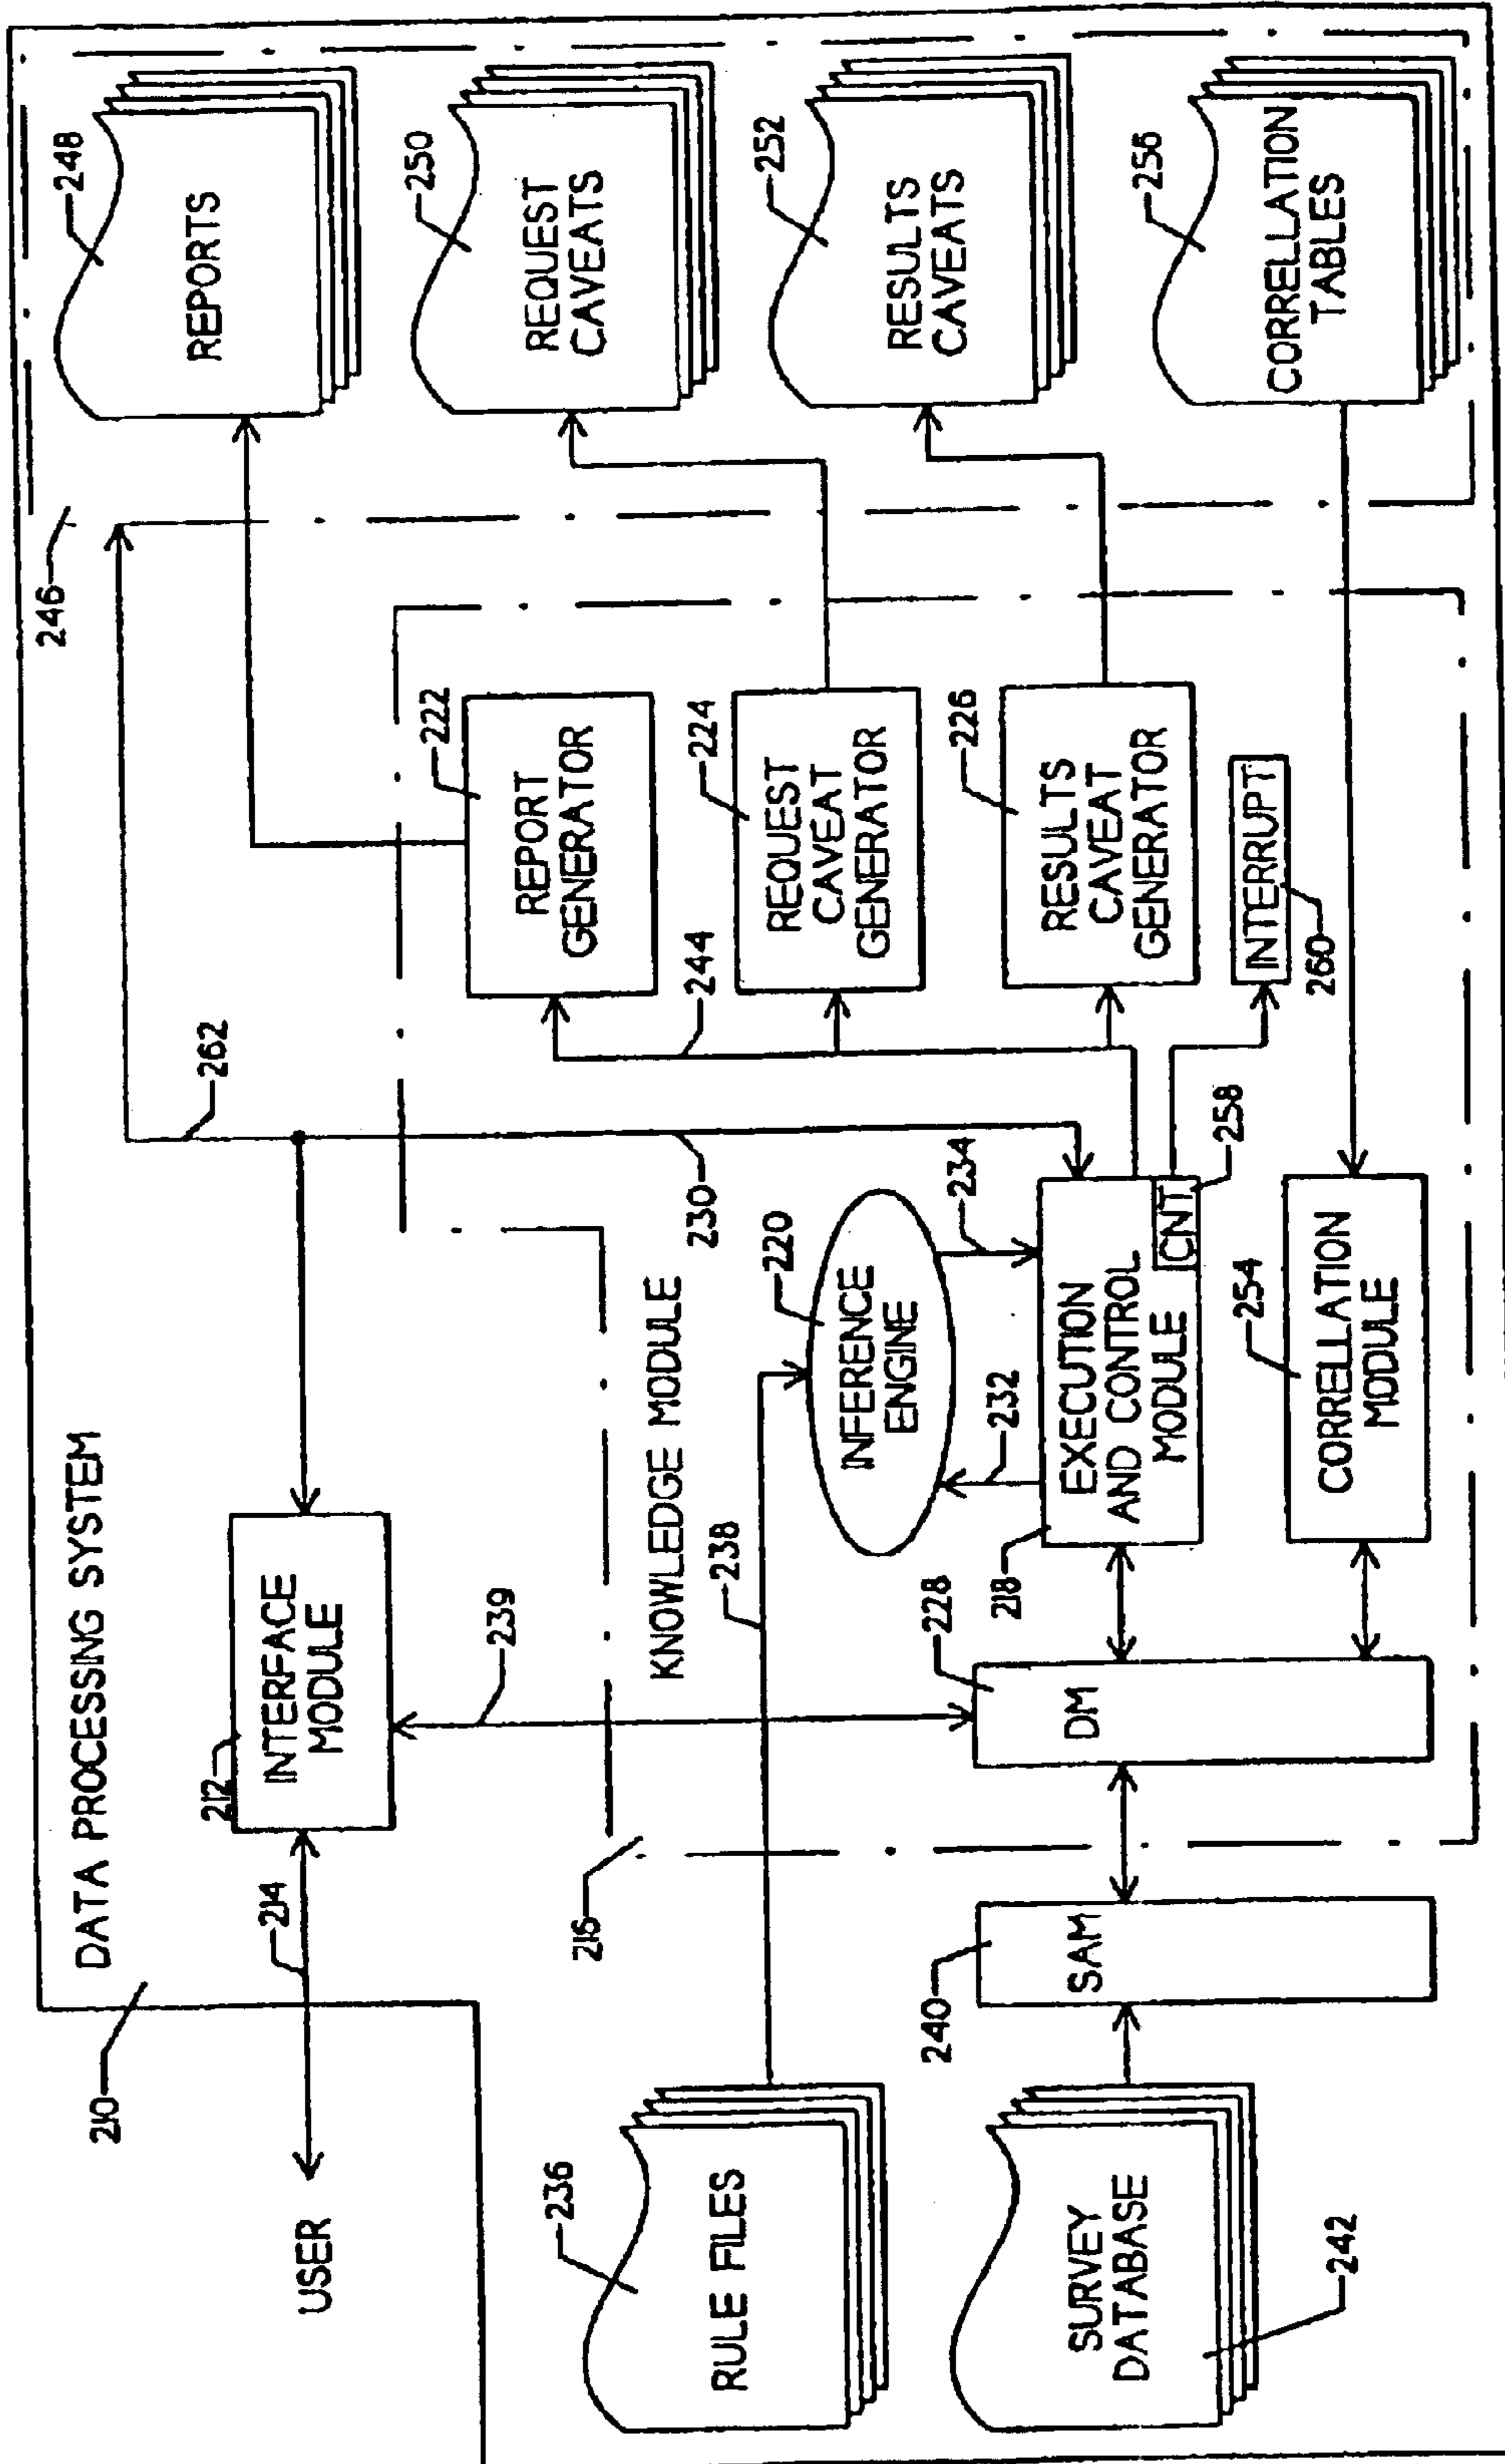 DATA PROCESSING SYSTEM
210
USER
214
212
INTERFACE
MODULE
262
246
239
230
216
KNOWLEDGE MODULE
236
RULE FILES
238
220
INFERENCE
ENGINE
232
234
218
EXECUTION
AND CONTROL
MODULE
CNT
258
228
DM
240
SAM
SURVEY
DATABASE
242
254
CORRELLATION
MODULE
244
222
REPORT
GENERATOR
224
REQUEST
CAVEAT
GENERATOR
226
RESULTS
CAVEAT
GENERATOR
INTERRUPT
260
248
REPORTS
250
REQUEST
CAVEATS
252
RESULTS
CAVEATS
256
CORRELLATION
TABLES